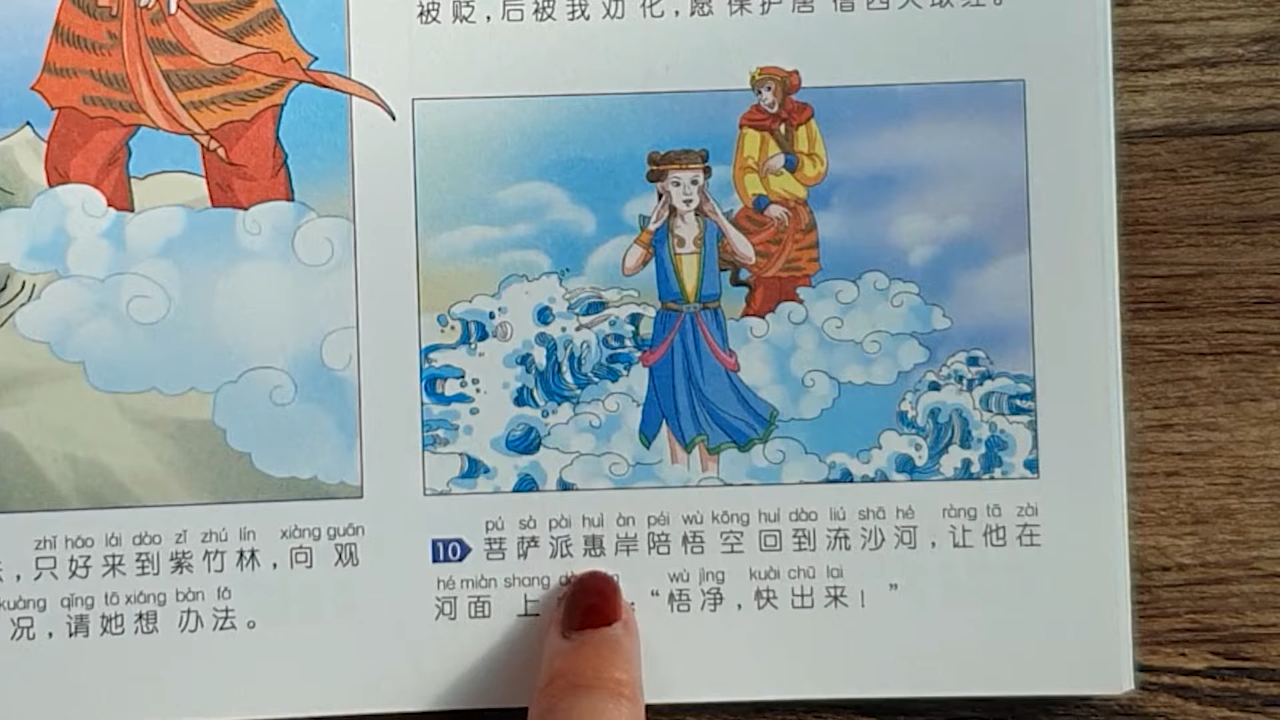 被贬,后被我劝化,愿保护唐僧西天取经。
zhǐ hǎo lái dào zǐ zhú lín xiàng guān
,只好来到紫竹林,向观
kuàng qǐng tā xiǎng bàn fǎ
况,请她想办法。
pú sà pài huì àn péi wù kōng huí dào liú shā hé ràng tā zài
10 菩萨派惠岸陪悟空回到流沙河,让他在
hé miàn shang
河面上
wù jìng kuài chū lai
:“悟净,快出来!”